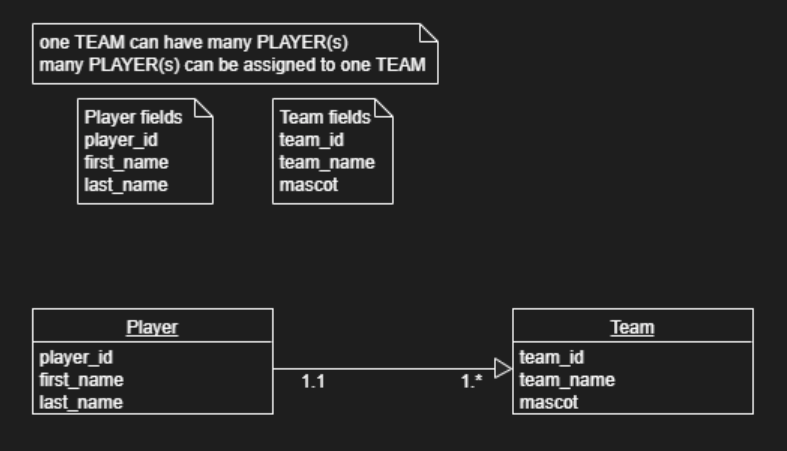 one TEAM can have many PLAYER(s)
many PLAYER(s) can be assigned to one TEAM
Player fields
player_id
first_name
last_name
Team fields
team_id
team_name
mascot
Player
player_id
first_name
last_name
1.1
1.*
Team
team_id
team_name
mascot